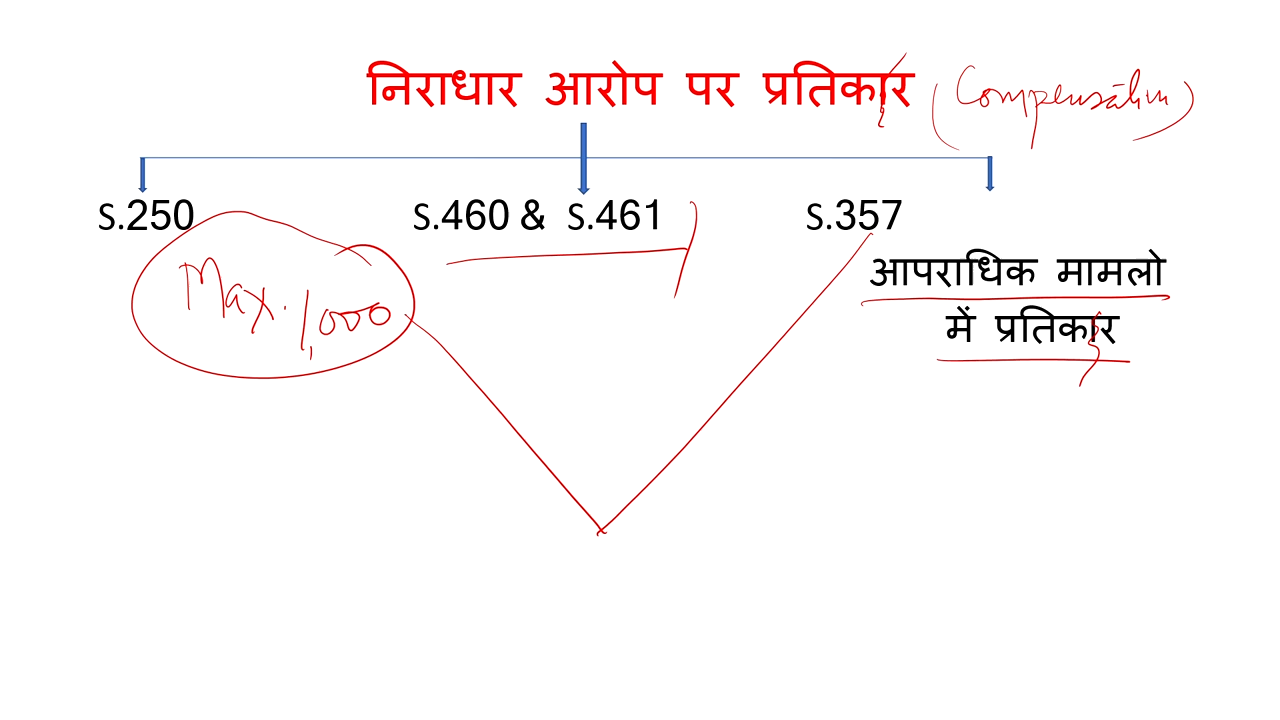 निराधार आरोप पर प्रतिकार (Compensation)
S.250 S.460 & S.461 S.357
Max. 1,000
आपराधिक मामलो
में प्रतिकार